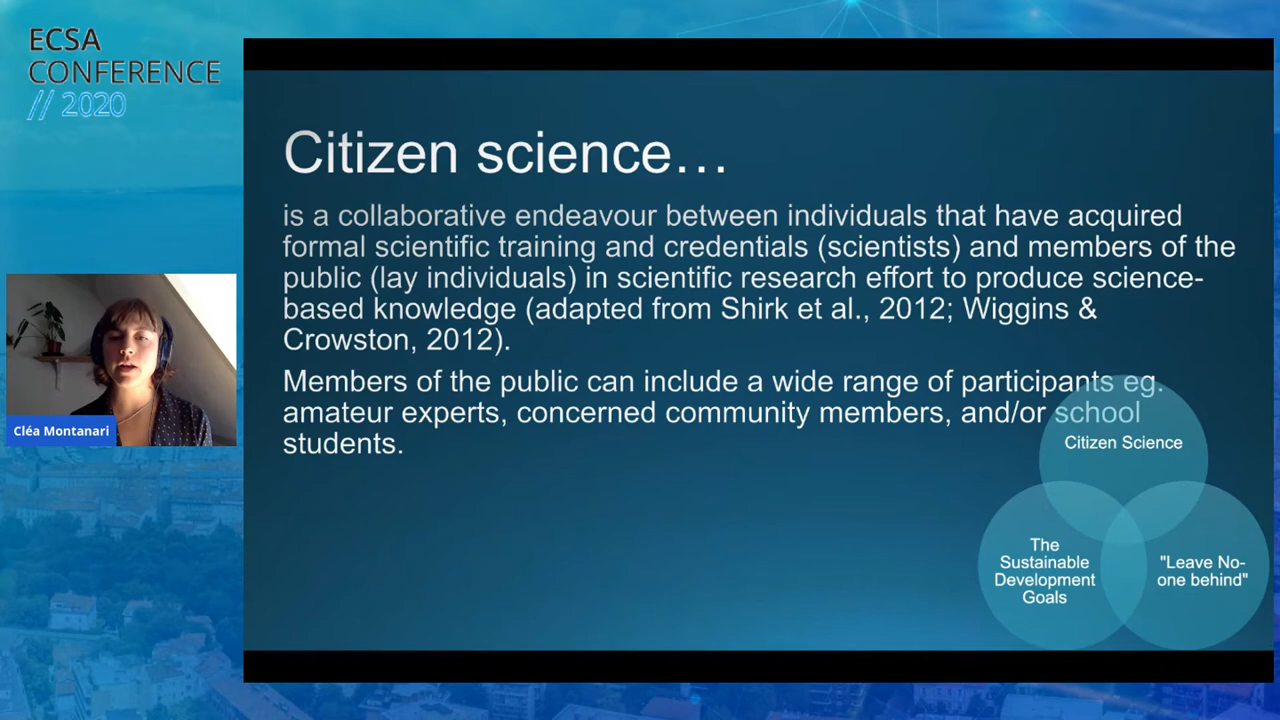 ECSA
CONFERENCE
// 2020
Cléa Montanari
Citizen science…
is a collaborative endeavour between individuals that have acquired
formal scientific training and credentials (scientists) and members of the
public (lay individuals) in scientific research effort to produce science-
based knowledge (adapted from Shirk et al., 2012; Wiggins &
Crowston, 2012).
Members of the public can include a wide range of participants eg.
amateur experts, concerned community members, and/or school
students.
Citizen Science
The
Sustainable
Development
Goals
"Leave No-
one behind"